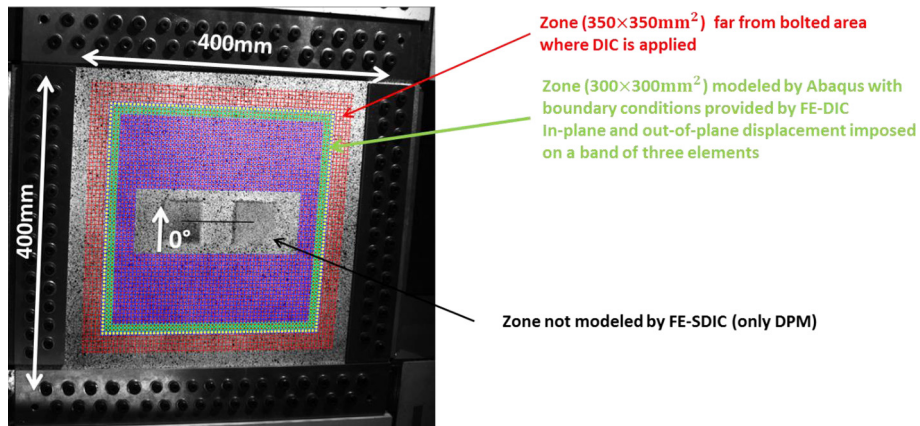 400mm
400mm
0°
Zone (350×350mm²) far from bolted area
where DIC is applied
Zone (300×300mm²) modeled by Abaqus with
boundary conditions provided by FE-DIC
In-plane and out-of-plane displacement imposed
on a band of three elements
Zone not modeled by FE-SDIC (only DPM)